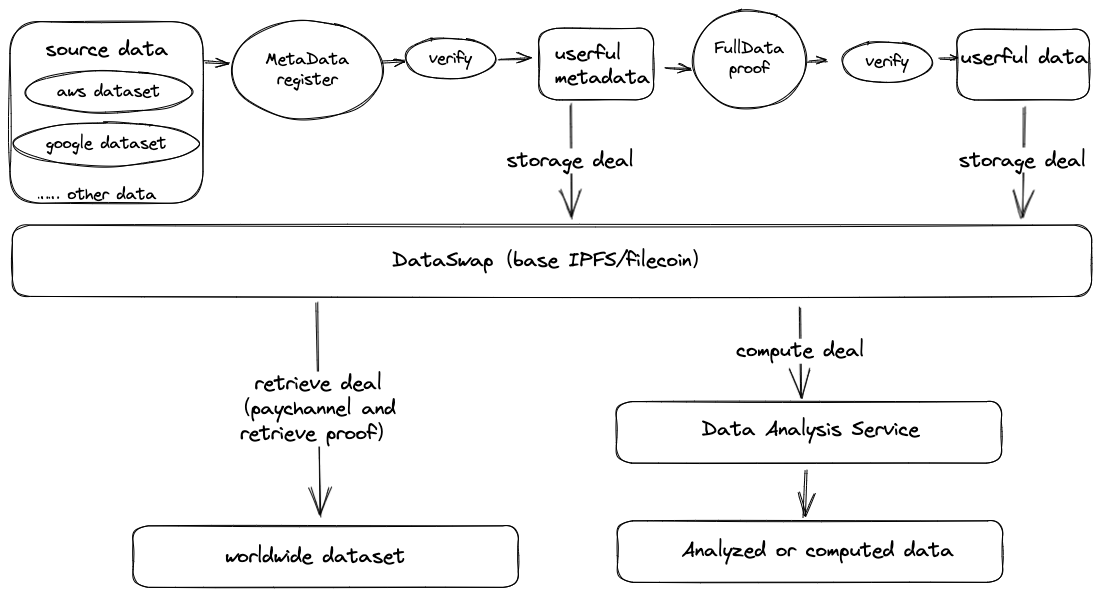 source data
aws dataset
google dataset
...... other data
MetaData
register
verify
userful
metadata
FullData
proof
verify
userful data
storage deal
storage deal
DataSwap (base IPFS/filecoin)
retrieve deal
(paychannel and
retrieve proof)
compute deal
Data Analysis Service
worldwide dataset
Analyzed or computed data